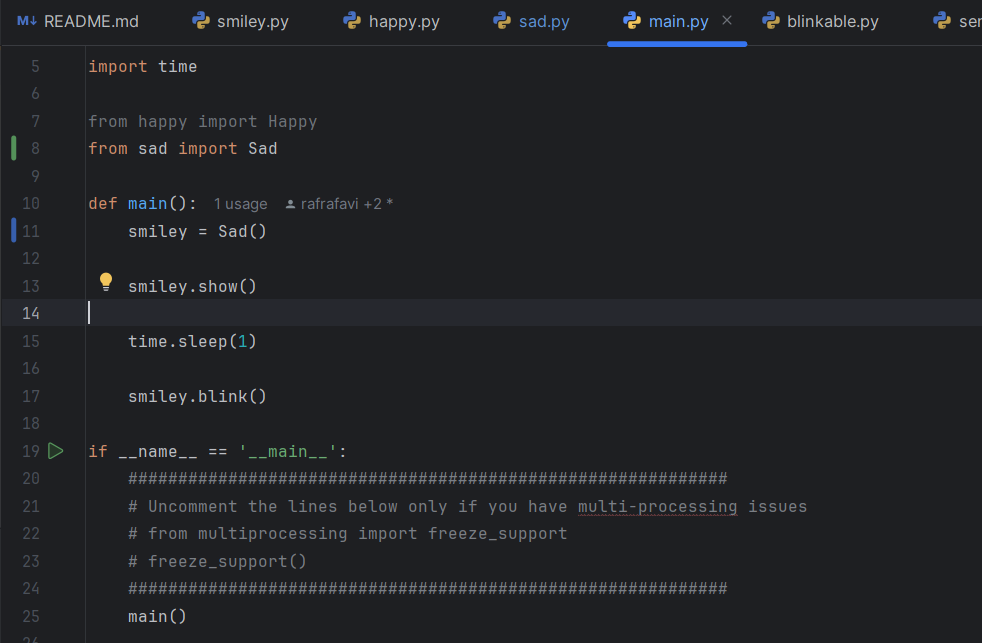 M↓ README.md smiley.py happy.py sad.py main.py × blinkable.py
5 import time
6
7 from happy import Happy
8 from sad import Sad
9
10 def main(): 1 usage rafrafavi +2 *
11 smiley = Sad()
12
13 smiley.show()
14
15 time.sleep(1)
16
17 smiley.blink()
18
19 if __name__ == '__main__':
20 ############################################################
21 # Uncomment the lines below only if you have multi-processing issues
22 # from multiprocessing import freeze_support
23 # freeze_support()
24 ############################################################
25 main()